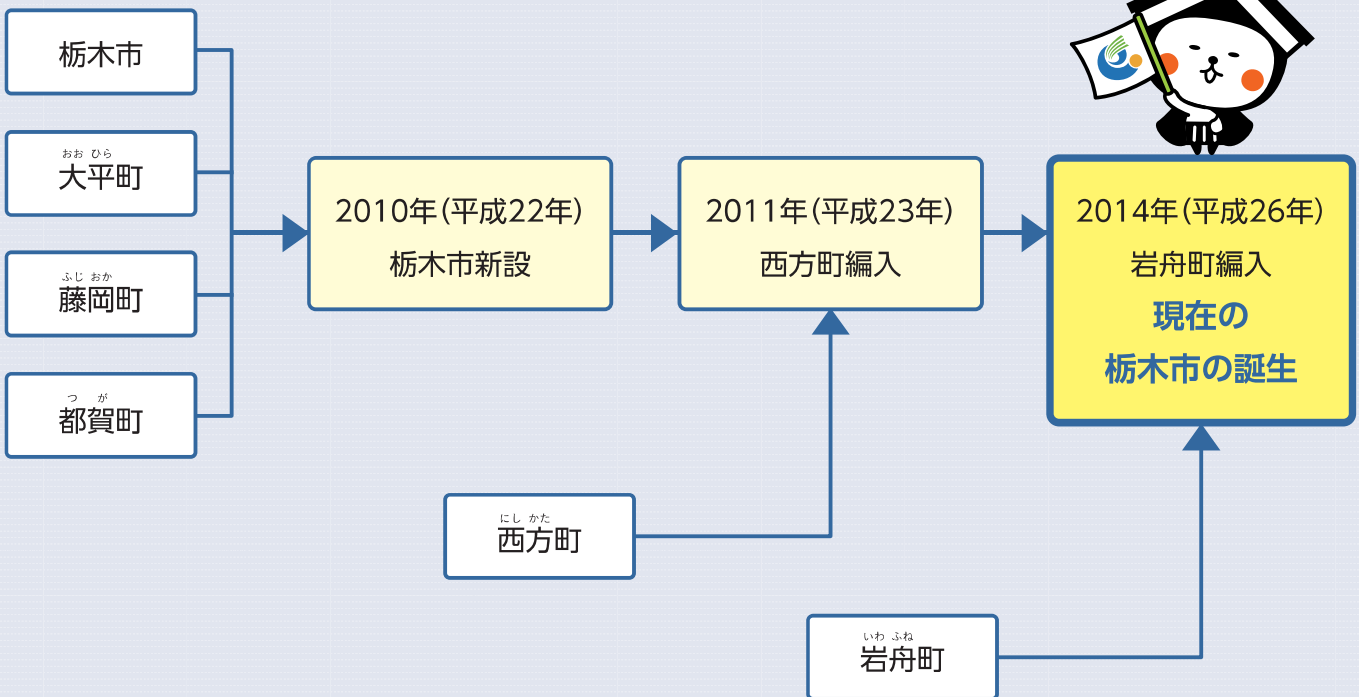 栃木市
おお ひら
大平町
ふじ おか
藤岡町
つ が
都賀町
2010年(平成22年)
栃木市新設
2011年(平成23年)
西方町編入
2014年(平成26年)
岩舟町編入
現在の
栃木市の誕生
にし かた
西方町
いわ ふね
岩舟町